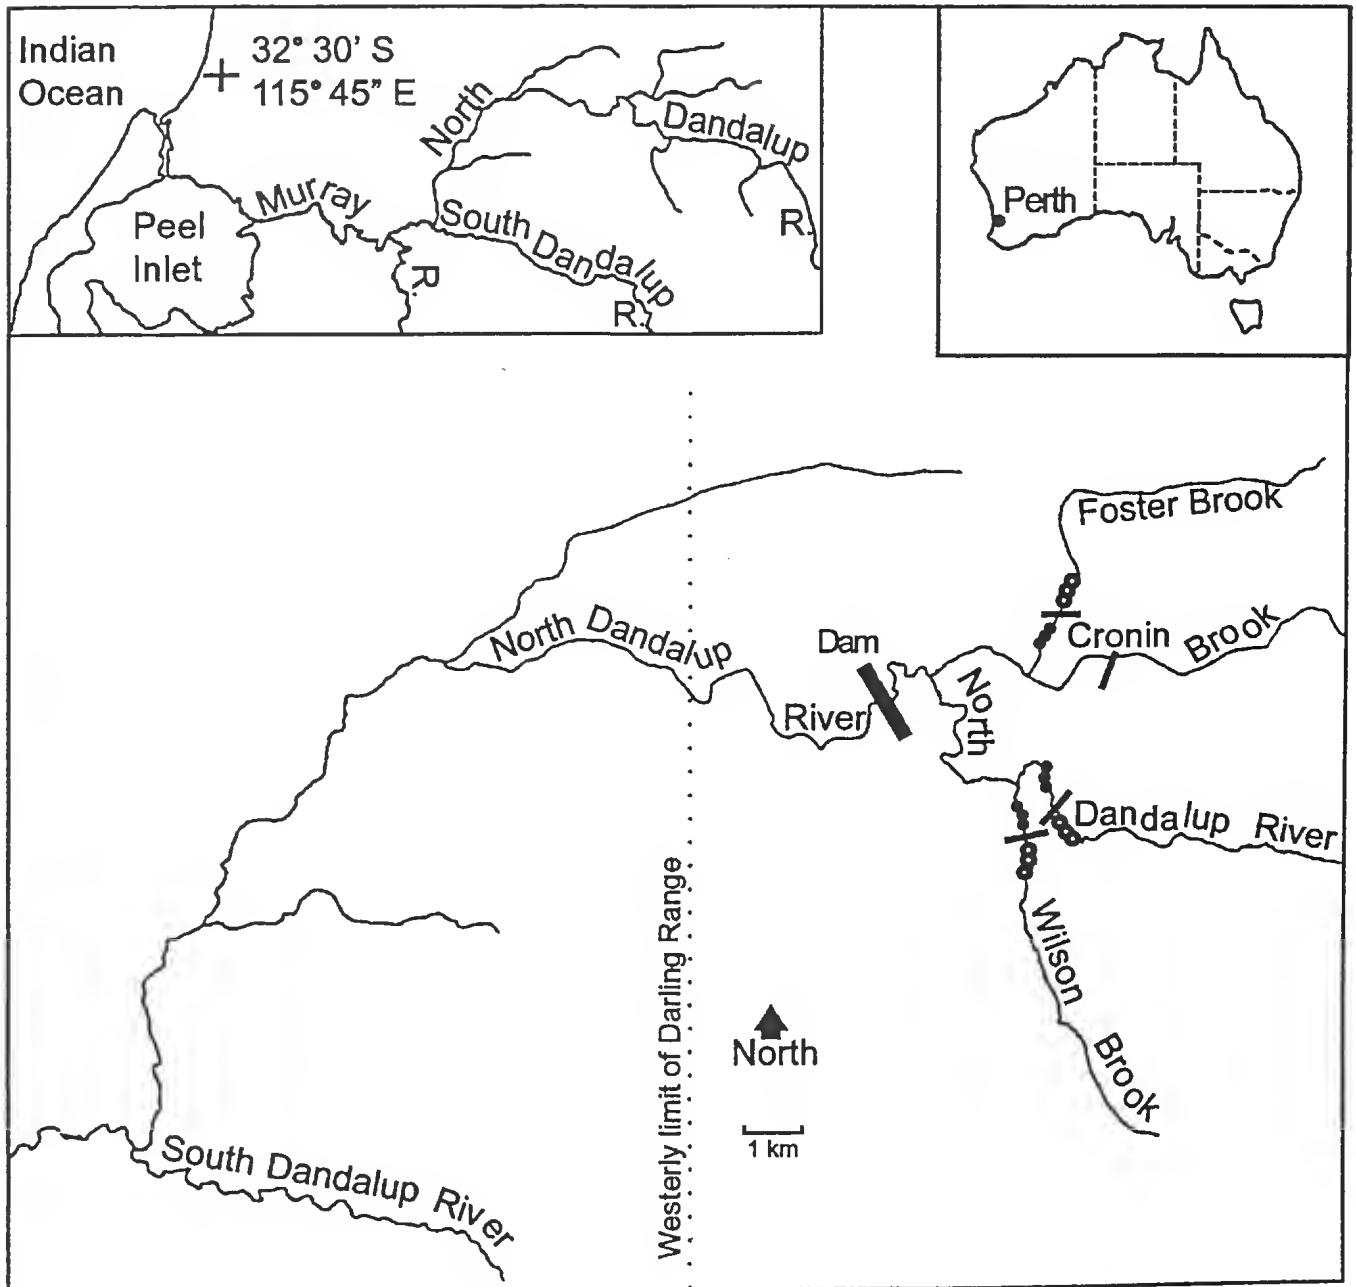 Indian
Ocean
32° 30' S
115° 45" E
North
Dandalup
R.
Murray
R.
South
Dandalup
R.
Peel
Inlet
Perth
Foster Brook
Cronin Brook
North Dandalup
River
Dam
North
Dandalup River
Wilson
Brook
Westerly limit of Darling Range
North
1 km
South Dandalup River